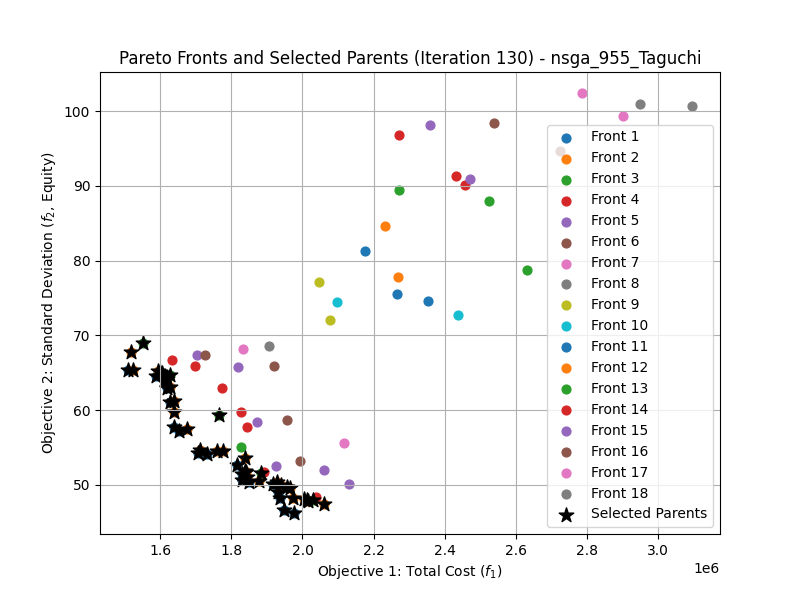 Pareto Fronts and Selected Parents (Iteration 130) - nsga_955_Taguchi
Objective 2: Standard Deviation (f₂, Equity)
100
90
80
70
60
50
1.6 1.8 2.0 2.2 2.4 2.6 2.8 3.0
1e6
Objective 1: Total Cost (f₁)
Front 1
Front 2
Front 3
Front 4
Front 5
Front 6
Front 7
Front 8
Front 9
Front 10
Front 11
Front 12
Front 13
Front 14
Front 15
Front 16
Front 17
Front 18
Selected Parents